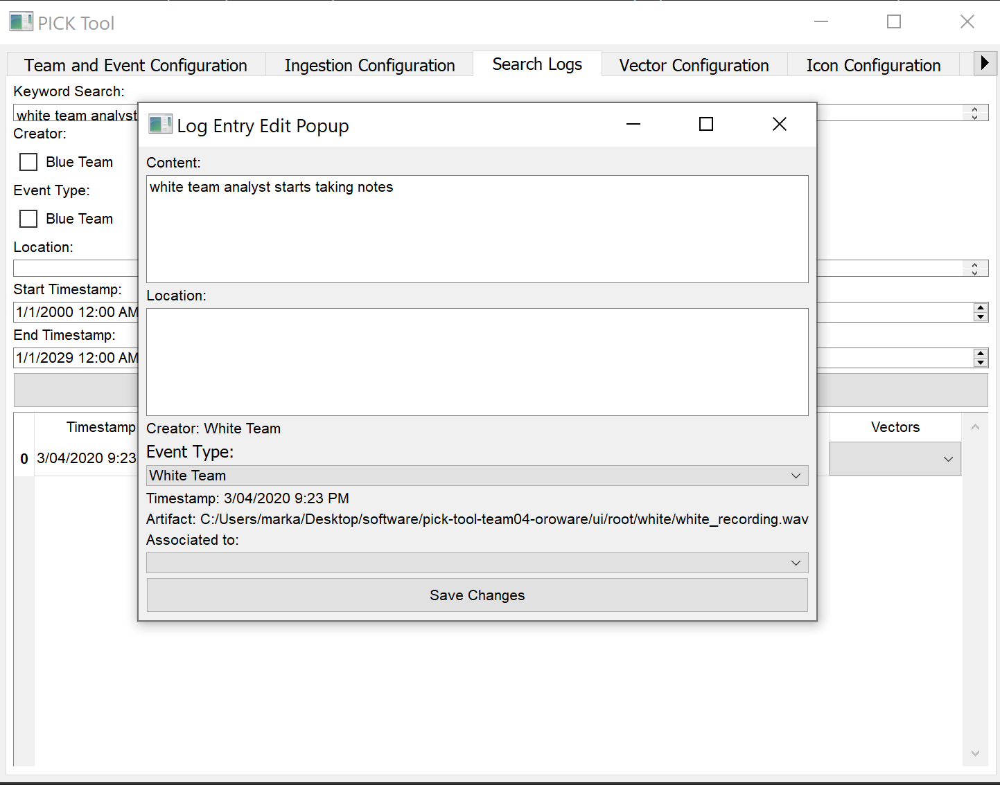 PICK Tool
Team and Event Configuration Ingestion Configuration Search Logs Vector Configuration Icon Configuration
Keyword Search:
white team analyst
Creator:
Blue Team
Event Type:
Blue Team
Location:
Start Timestamp:
1/1/2000 12:00 AM
End Timestamp:
1/1/2029 12:00 AM
Timestamp Vectors
0 3/04/2020 9:23
Log Entry Edit Popup
Content:
white team analyst starts taking notes
Location:
Creator: White Team
Event Type:
White Team
Timestamp: 3/04/2020 9:23 PM
Artifact: C:/Users/marka/Desktop/software/pick-tool-team04-oroware/ui/root/white/white_recording.wav
Associated to:
Save Changes